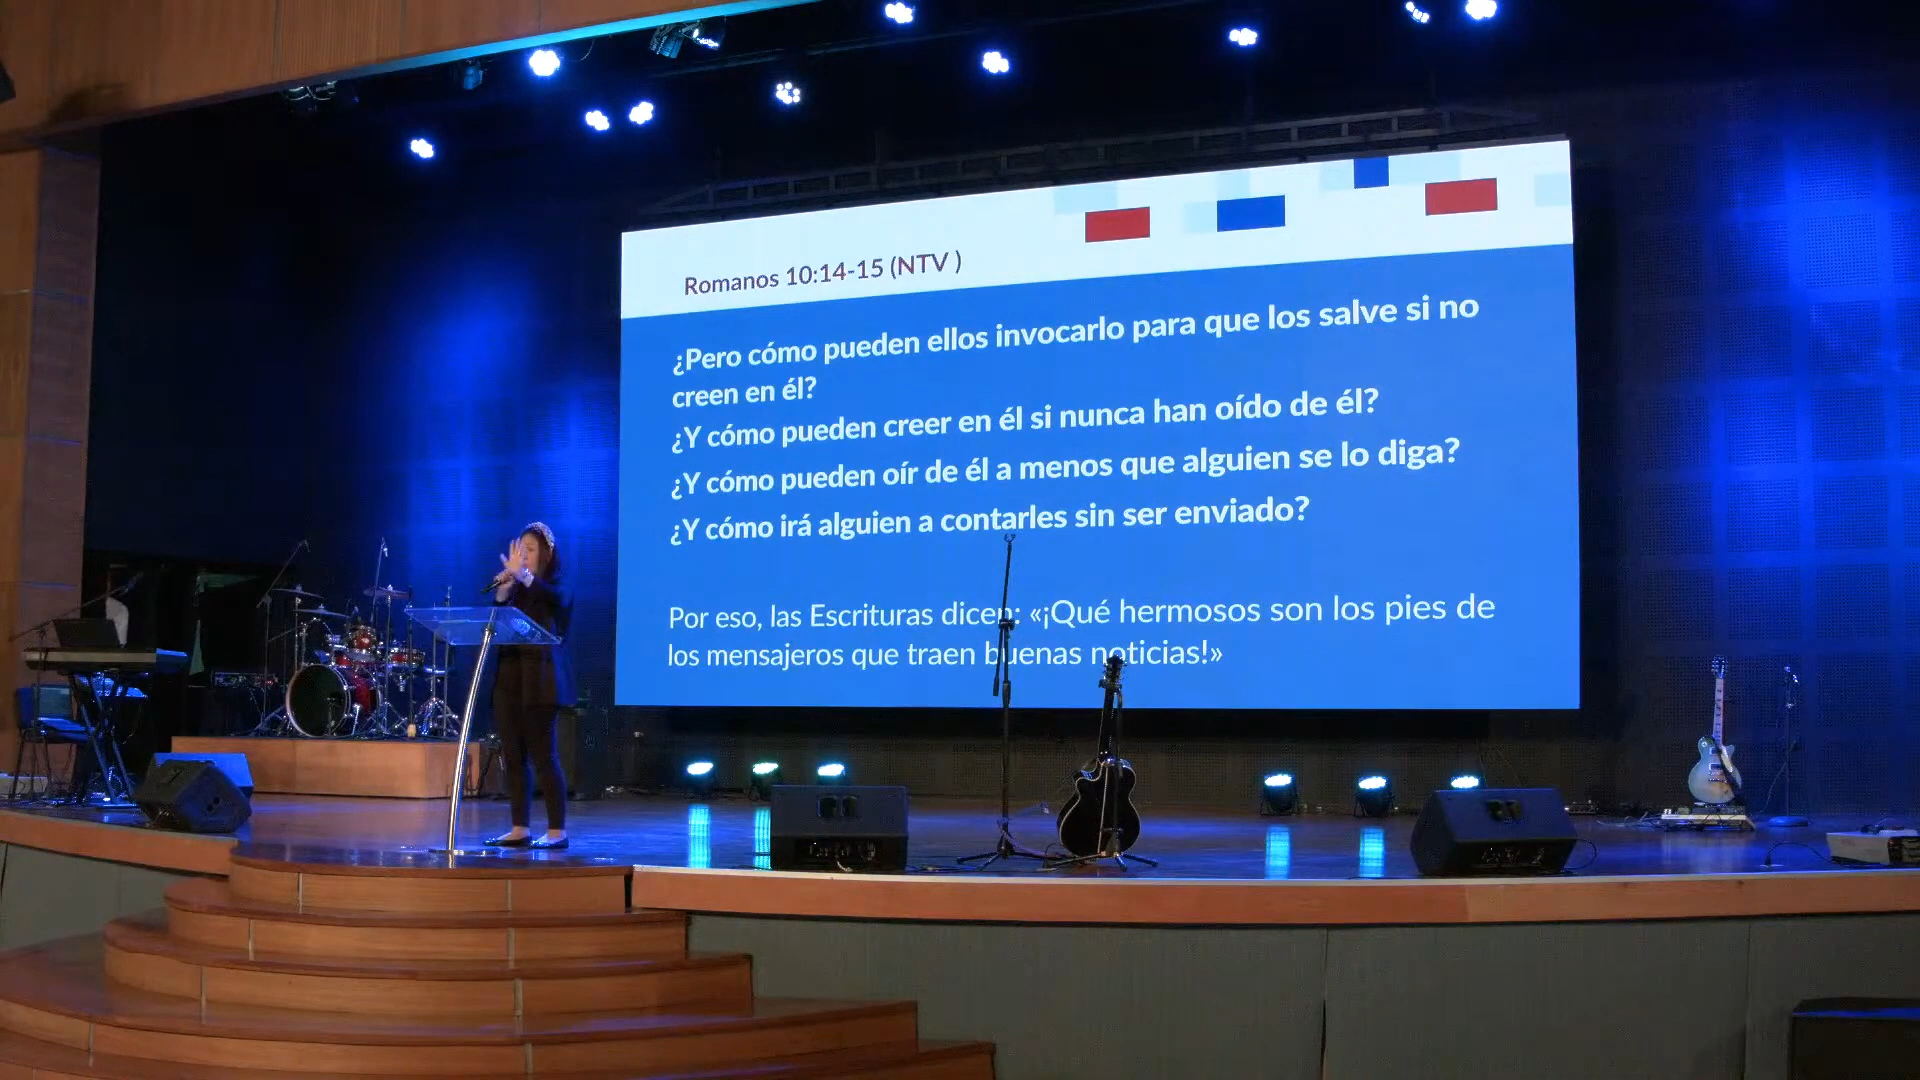 Romanos 10:14-15 (NTV )
¿Pero cómo pueden ellos invocarlo para que los salve si no
creen en él?
¿Y cómo pueden creer en él si nunca han oído de él?
¿Y cómo pueden oír de él a menos que alguien se lo diga?
¿Y cómo irá alguien a contarles sin ser enviado?
Por eso, las Escrituras dicen: «¡Qué hermosos son los pies de
los mensajeros que traen buenas noticias!»